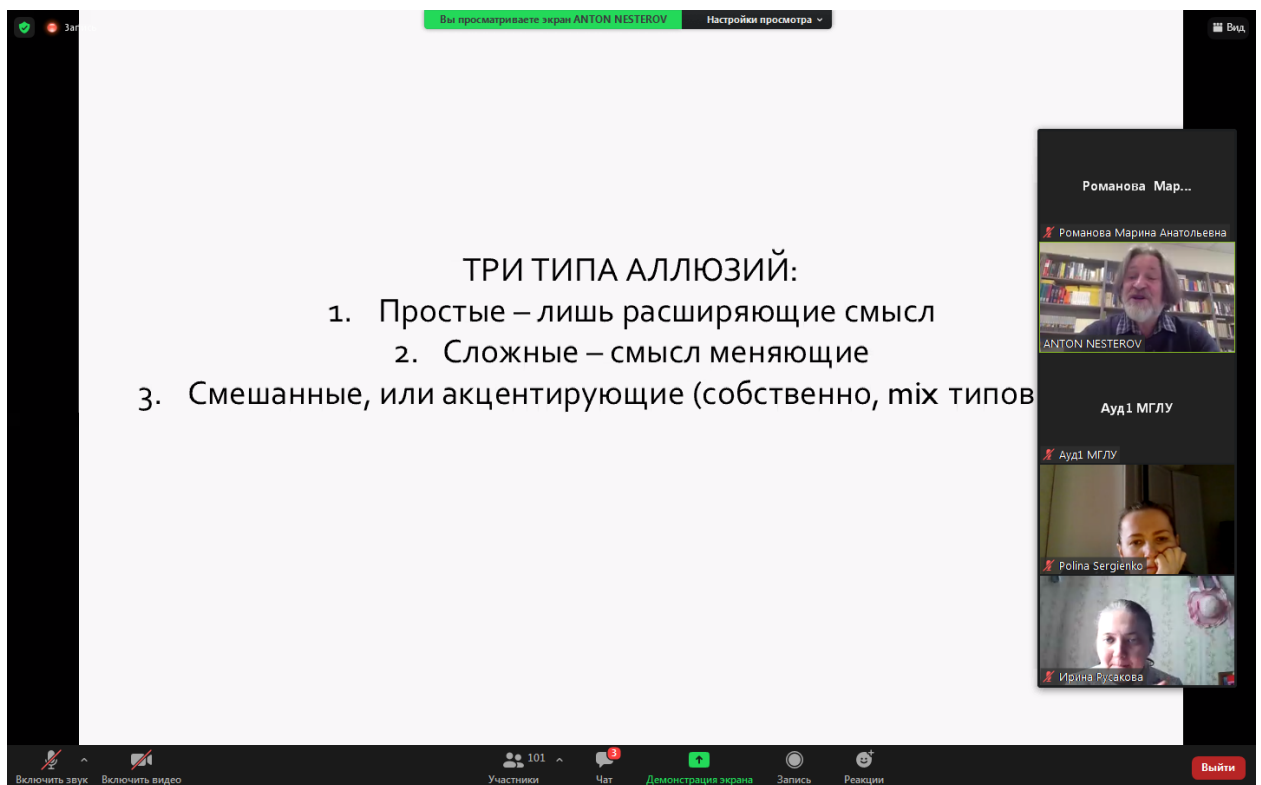 Вы просматриваете экран ANTON NESTEROV
Настройки просмотра
Вид
ТРИ ТИПА АЛЛЮЗИЙ:
1. Простые – лишь расширяющие смысл
2. Сложные – смысл меняющие
3. Смешанные, или акцентирующие (собственно, mix типов
Романова Мар...
Романова Марина Анатольевна
ANTON NESTEROV
Ауд1 МГЛУ
Ауд1 МГЛУ
Polina Sergienko
Ирина Русакова
Включить звук
Включить видео
101
Участники
3
Чат
Демонстрация экрана
Запись
Реакции
Выйти